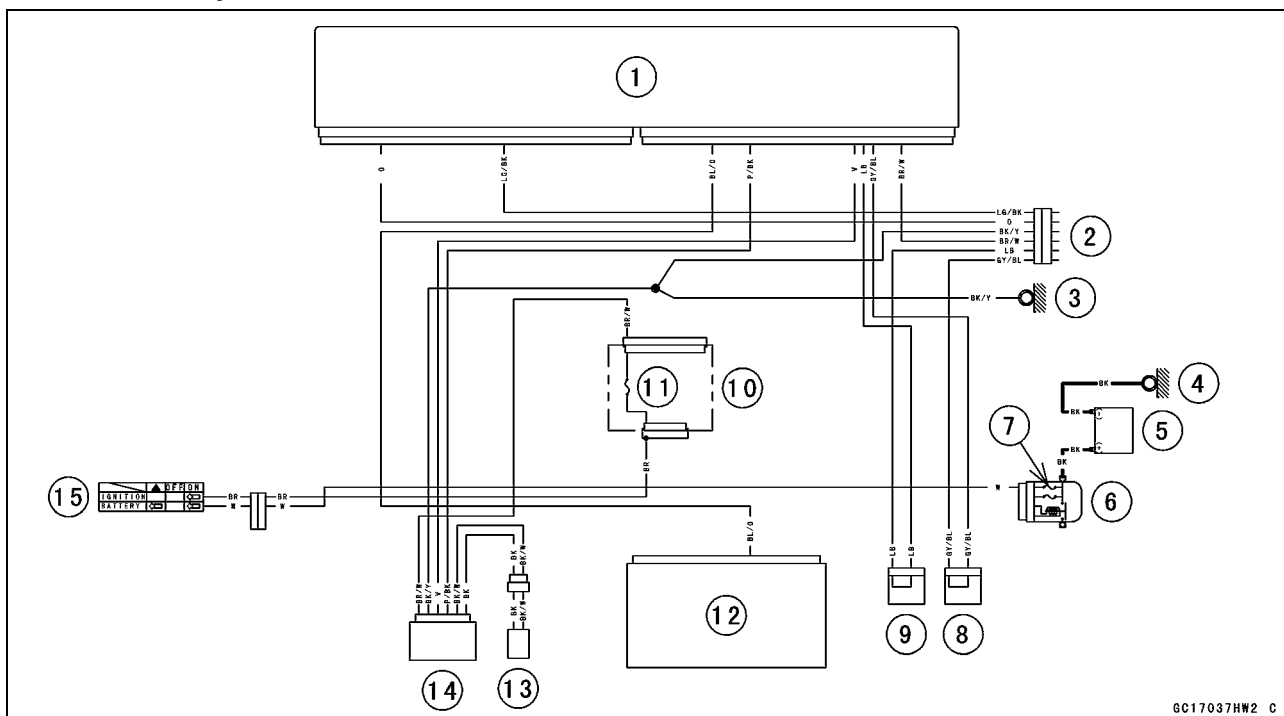 1
O
LG/BK
BL/O
P/BK
V
LB
GY/BL
BR/W
LG/BK
O
BK/Y
BR/W
LB
GY/BL
2
BK/Y
3
BR/W
11
10
BK
4
BK
5
BK
BK
7
W
6
BR
15
OFF ON
IGNITION
BATTERY
BR
W
BR
W
BK
BK/W
BL/O
LB
LB
GY/BL
GY/BL
BR/W
BK/Y
V
P/BK
BK/W
BK
BK
BK/W
12
9
8
14
13
GC17037HW2 C